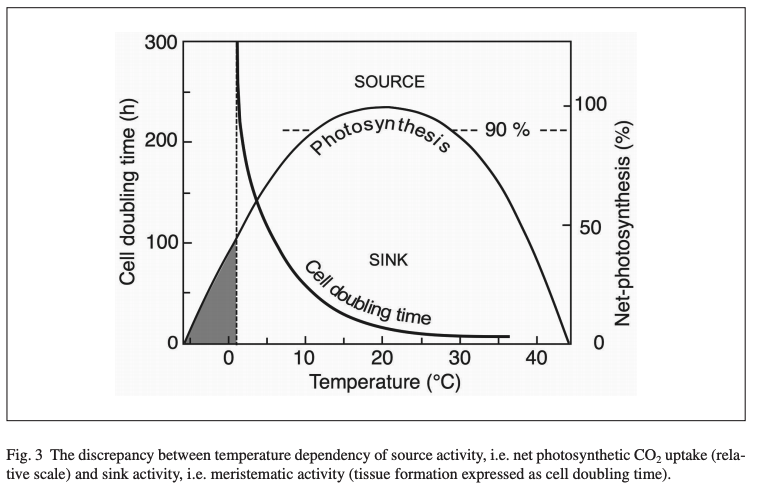 300
200
100
0
Cell doubling time (h)
SOURCE
Photosynthesis
90 %
SINK
Cell doubling time
100
50
0
Net-photosynthesis (%)
0
10
20
30
40
Temperature (°C)
Fig. 3 The discrepancy between temperature dependency of source activity, i.e. net photosynthetic CO₂ uptake (rela-
tive scale) and sink activity, i.e. meristematic activity (tissue formation expressed as cell doubling time).